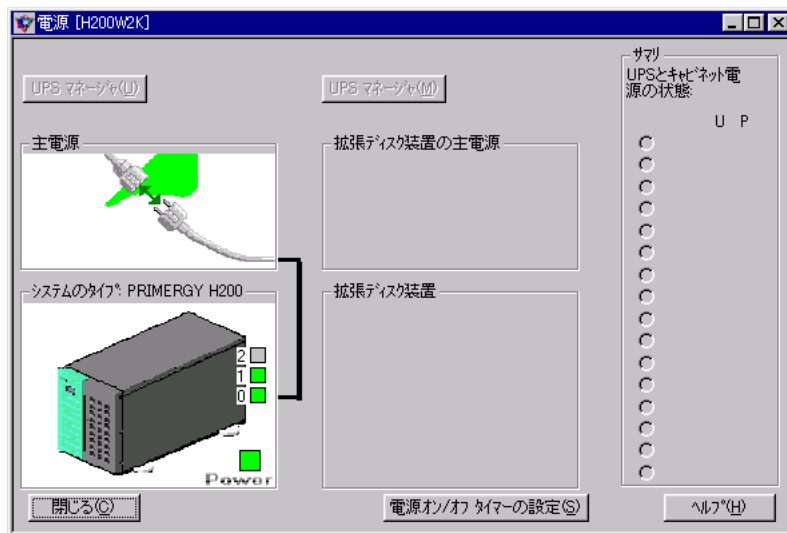 電源 [H200W2K]
UPS マネージャ(U)
UPS マネージャ(M)
サマリ
UPSとキャビネット電
源の状態:
U P
主電源
拡張ディスク装置の主電源
システムのタイプ: PRIMERGY H200
拡張ディスク装置
2
1
0
Power
閉じる(C)
電源オン/オフ タイマーの設定(S)
ヘルプ(H)